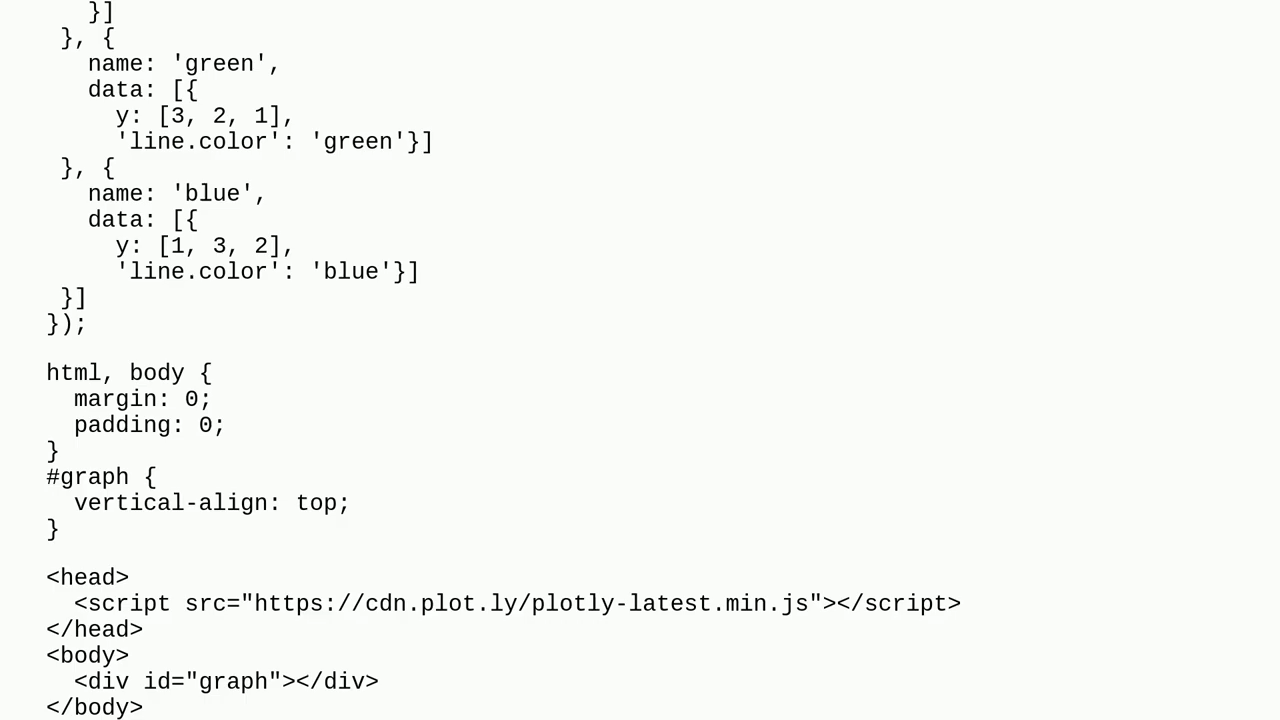 }]
 }, {
   name: 'green',
   data: [{
     y: [3, 2, 1],
     'line.color': 'green'}]
 }, {
   name: 'blue',
   data: [{
     y: [1, 3, 2],
     'line.color': 'blue'}]
 }]
});

html, body {
  margin: 0;
  padding: 0;
}
#graph {
  vertical-align: top;
}

<head>
  <script src="https://cdn.plot.ly/plotly-latest.min.js"></script>
</head>
<body>
  <div id="graph"></div>
</body>